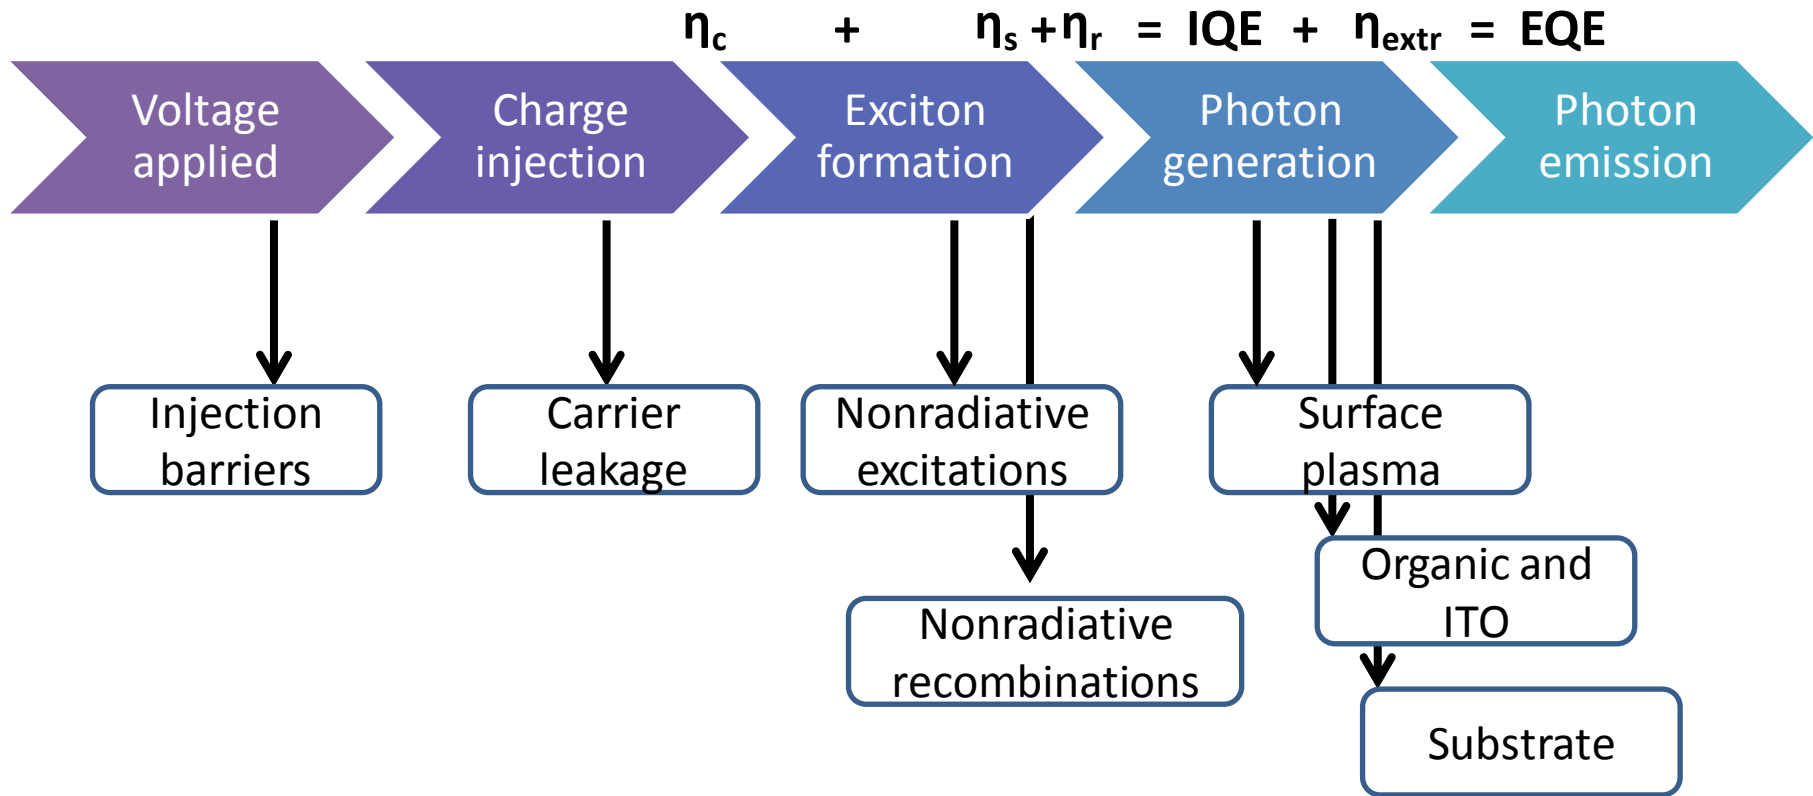 ηc + ηs + ηr = IQE + ηextr = EQE
Voltage
applied
Charge
injection
Exciton
formation
Photon
generation
Photon
emission
Injection
barriers
Carrier
leakage
Nonradiative
excitations
Surface
plasma
Organic and
ITO
Nonradiative
recombinations
Substrate